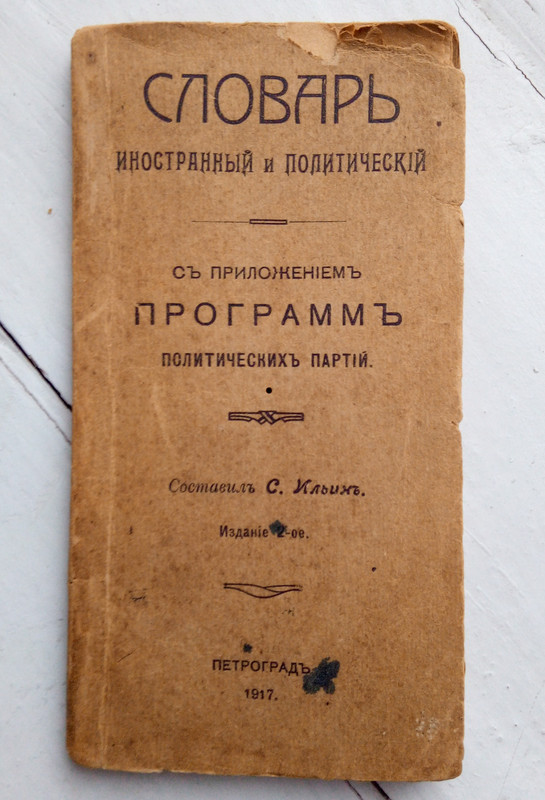 СЛОВАРЬ
ИНОСТРАННЫЙ и ПОЛИТИЧЕСКІЙ
СЪ ПРИЛОЖЕНІЕМЪ
ПРОГРАММЪ
ПОЛИТИЧЕСКИХЪ ПАРТІЙ.
Составилъ С. Ильинъ.
Изданіе 2-ое.
ПЕТРОГРАДЪ
1917.